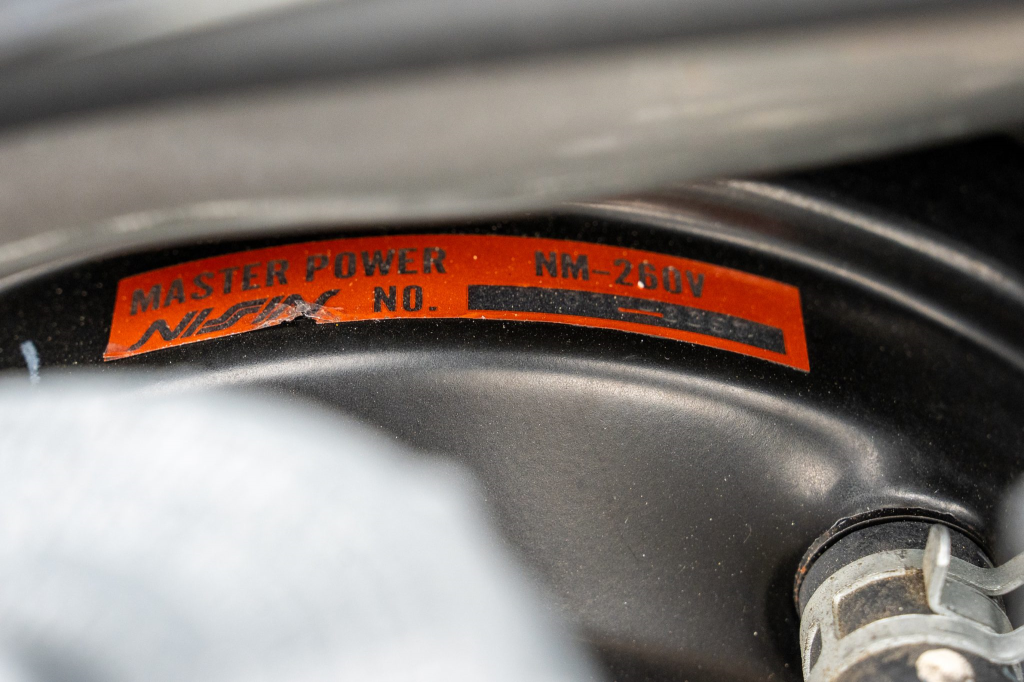 MASTER POWER NM-260V
NISSIN NO.